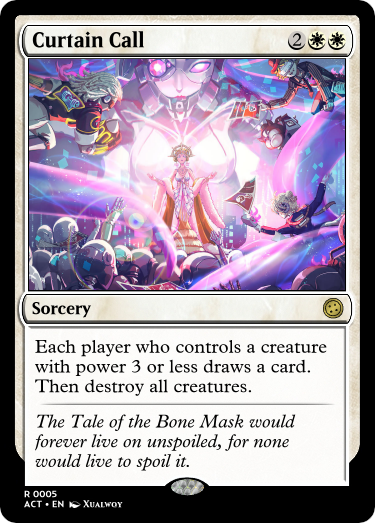 Curtain Call 2
Sorcery
Each player who controls a creature
with power 3 or less draws a card.
Then destroy all creatures.
The Tale of the Bone Mask would
forever live on unspoiled, for none
would live to spoil it.
R 0005
ACT • EN Xualwoy